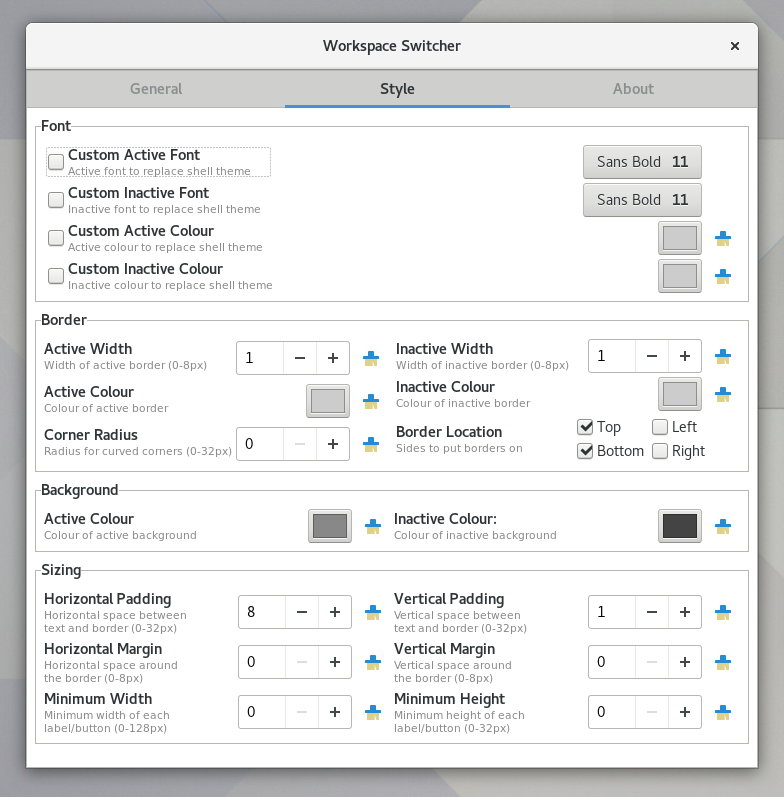 Workspace Switcher
General Style About
Font
Custom Active Font
Active font to replace shell theme
Sans Bold 11
Custom Inactive Font
Inactive font to replace shell theme
Sans Bold 11
Custom Active Colour
Active colour to replace shell theme
Custom Inactive Colour
Inactive colour to replace shell theme
Border
Active Width
Width of active border (0-8px)
1
Inactive Width
Width of inactive border (0-8px)
1
Active Colour
Colour of active border
Inactive Colour
Colour of inactive border
Corner Radius
Radius for curved corners (0-32px)
0
Border Location
Sides to put borders on
Top Left
Bottom Right
Background
Active Colour
Colour of active background
Inactive Colour:
Colour of inactive background
Sizing
Horizontal Padding
Horizontal space between
text and border (0-32px)
8
Vertical Padding
Vertical space between
text and border (0-32px)
1
Horizontal Margin
Horizontal space around
the border (0-8px)
0
Vertical Margin
Vertical space around
the border (0-8px)
0
Minimum Width
Minimum width of each
label/button (0-128px)
0
Minimum Height
Minimum height of each
label/button (0-32px)
0